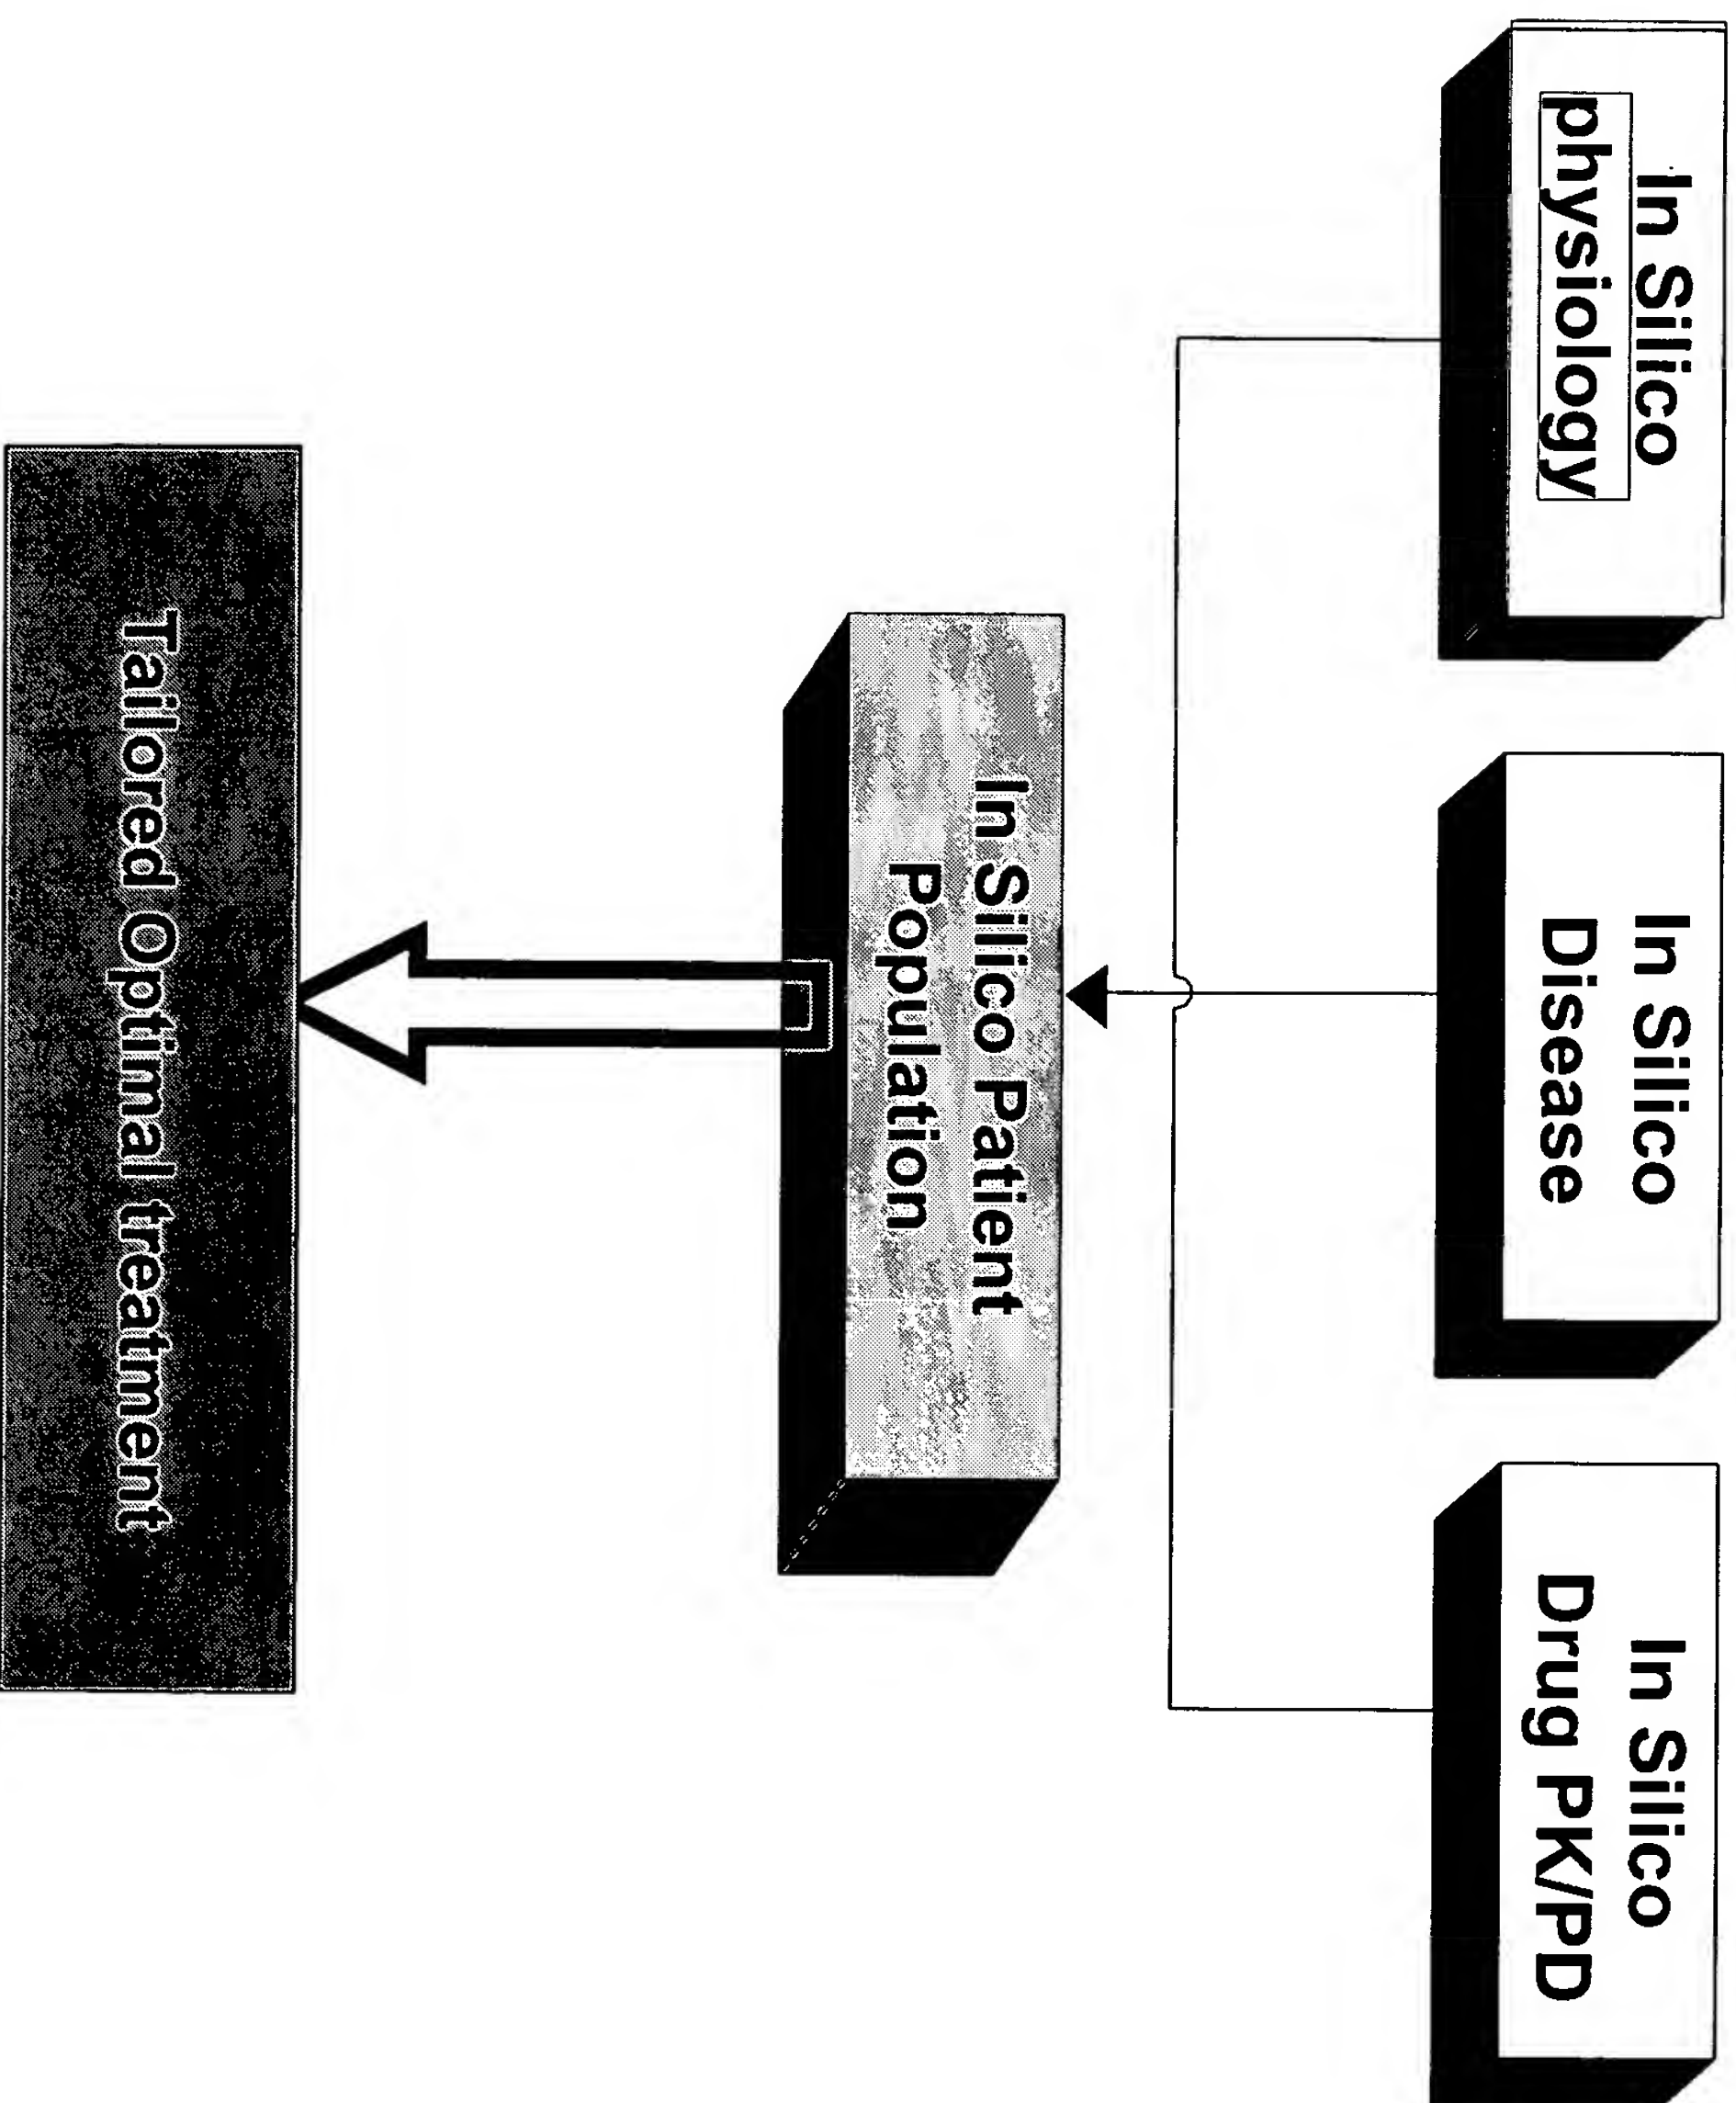 In Silico
physiology
In Silico
Disease
In Silico
Drug PK/PD
In Silico Patient
Population
Tailored Optimal treatment